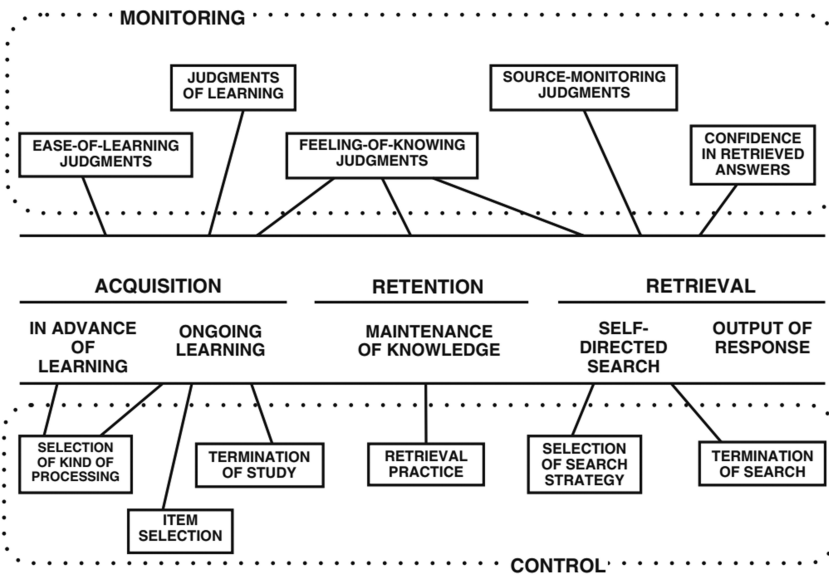 MONITORING
JUDGMENTS
OF LEARNING
SOURCE-MONITORING
JUDGMENTS
EASE-OF-LEARNING
JUDGMENTS
FEELING-OF-KNOWING
JUDGMENTS
CONFIDENCE
IN RETRIEVED
ANSWERS
ACQUISITION
RETENTION
RETRIEVAL
IN ADVANCE
OF
LEARNING
ONGOING
LEARNING
MAINTENANCE
OF KNOWLEDGE
SELF-
DIRECTED
SEARCH
OUTPUT OF
RESPONSE
SELECTION
OF KIND OF
PROCESSING
TERMINATION
OF STUDY
RETRIEVAL
PRACTICE
SELECTION
OF SEARCH
STRATEGY
TERMINATION
OF SEARCH
ITEM
SELECTION
CONTROL